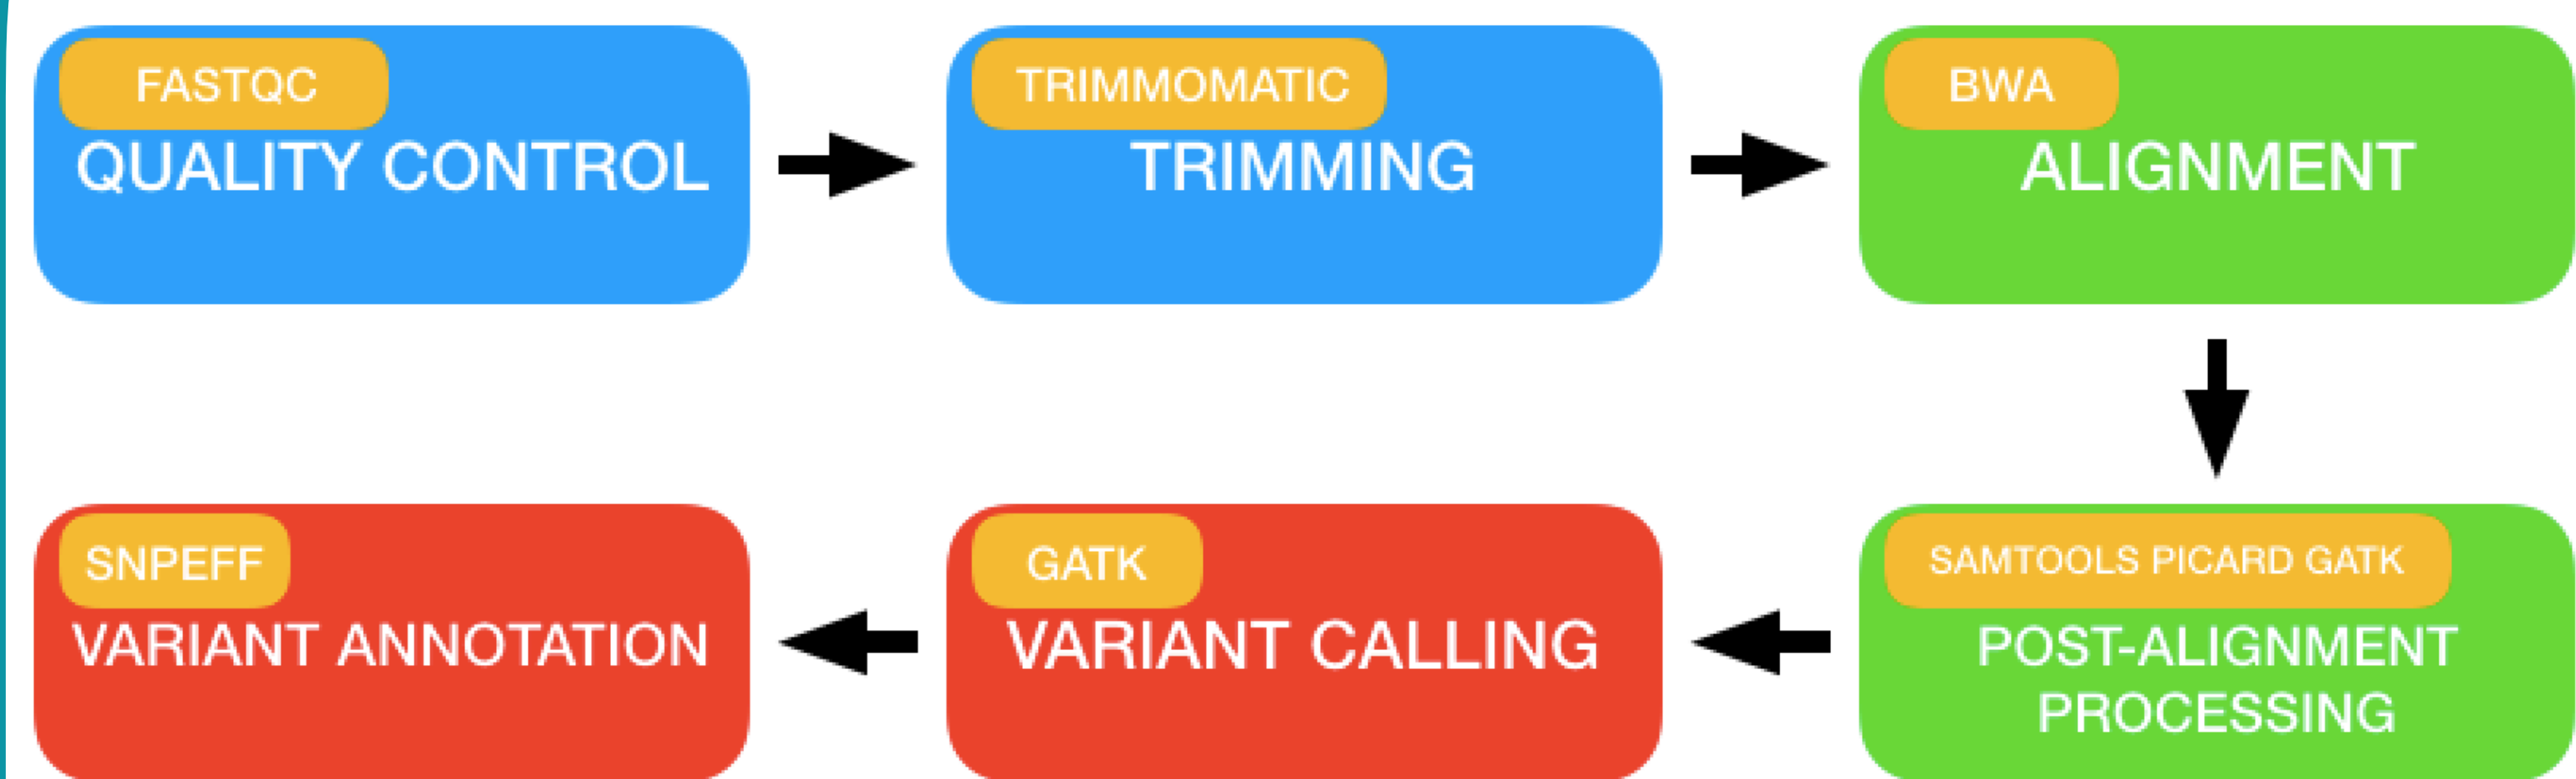 FASTQC
QUALITY CONTROL
TRIMMOMATIC
TRIMMING
BWA
ALIGNMENT
SAMTOOLS PICARD GATK
POST-ALIGNMENT
PROCESSING
GATK
VARIANT CALLING
SNPEFF
VARIANT ANNOTATION